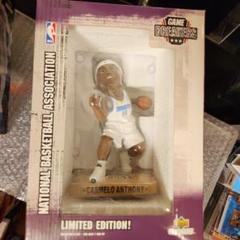 GAME
BREAKERS
NATIONAL BASKETBALL ASSOCIATION
CARMELO ANTHONY
LIMITED EDITION!